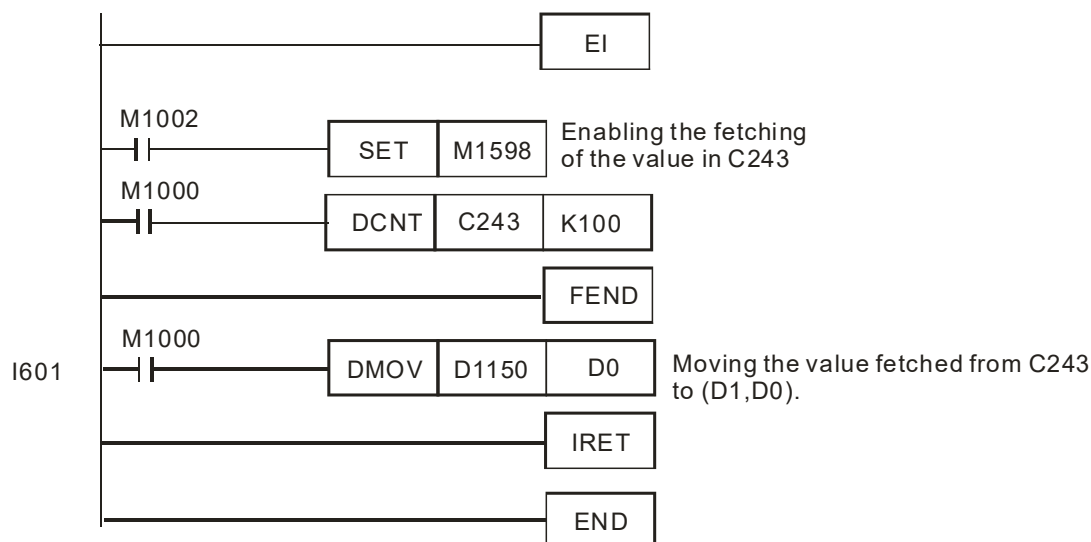 EI
M1002
SET M1598
Enabling the fetching
of the value in C243
M1000
DCNT C243 K100
FEND
M1000
I601
DMOV D1150 D0
Moving the value fetched from C243
to (D1,D0).
IRET
END